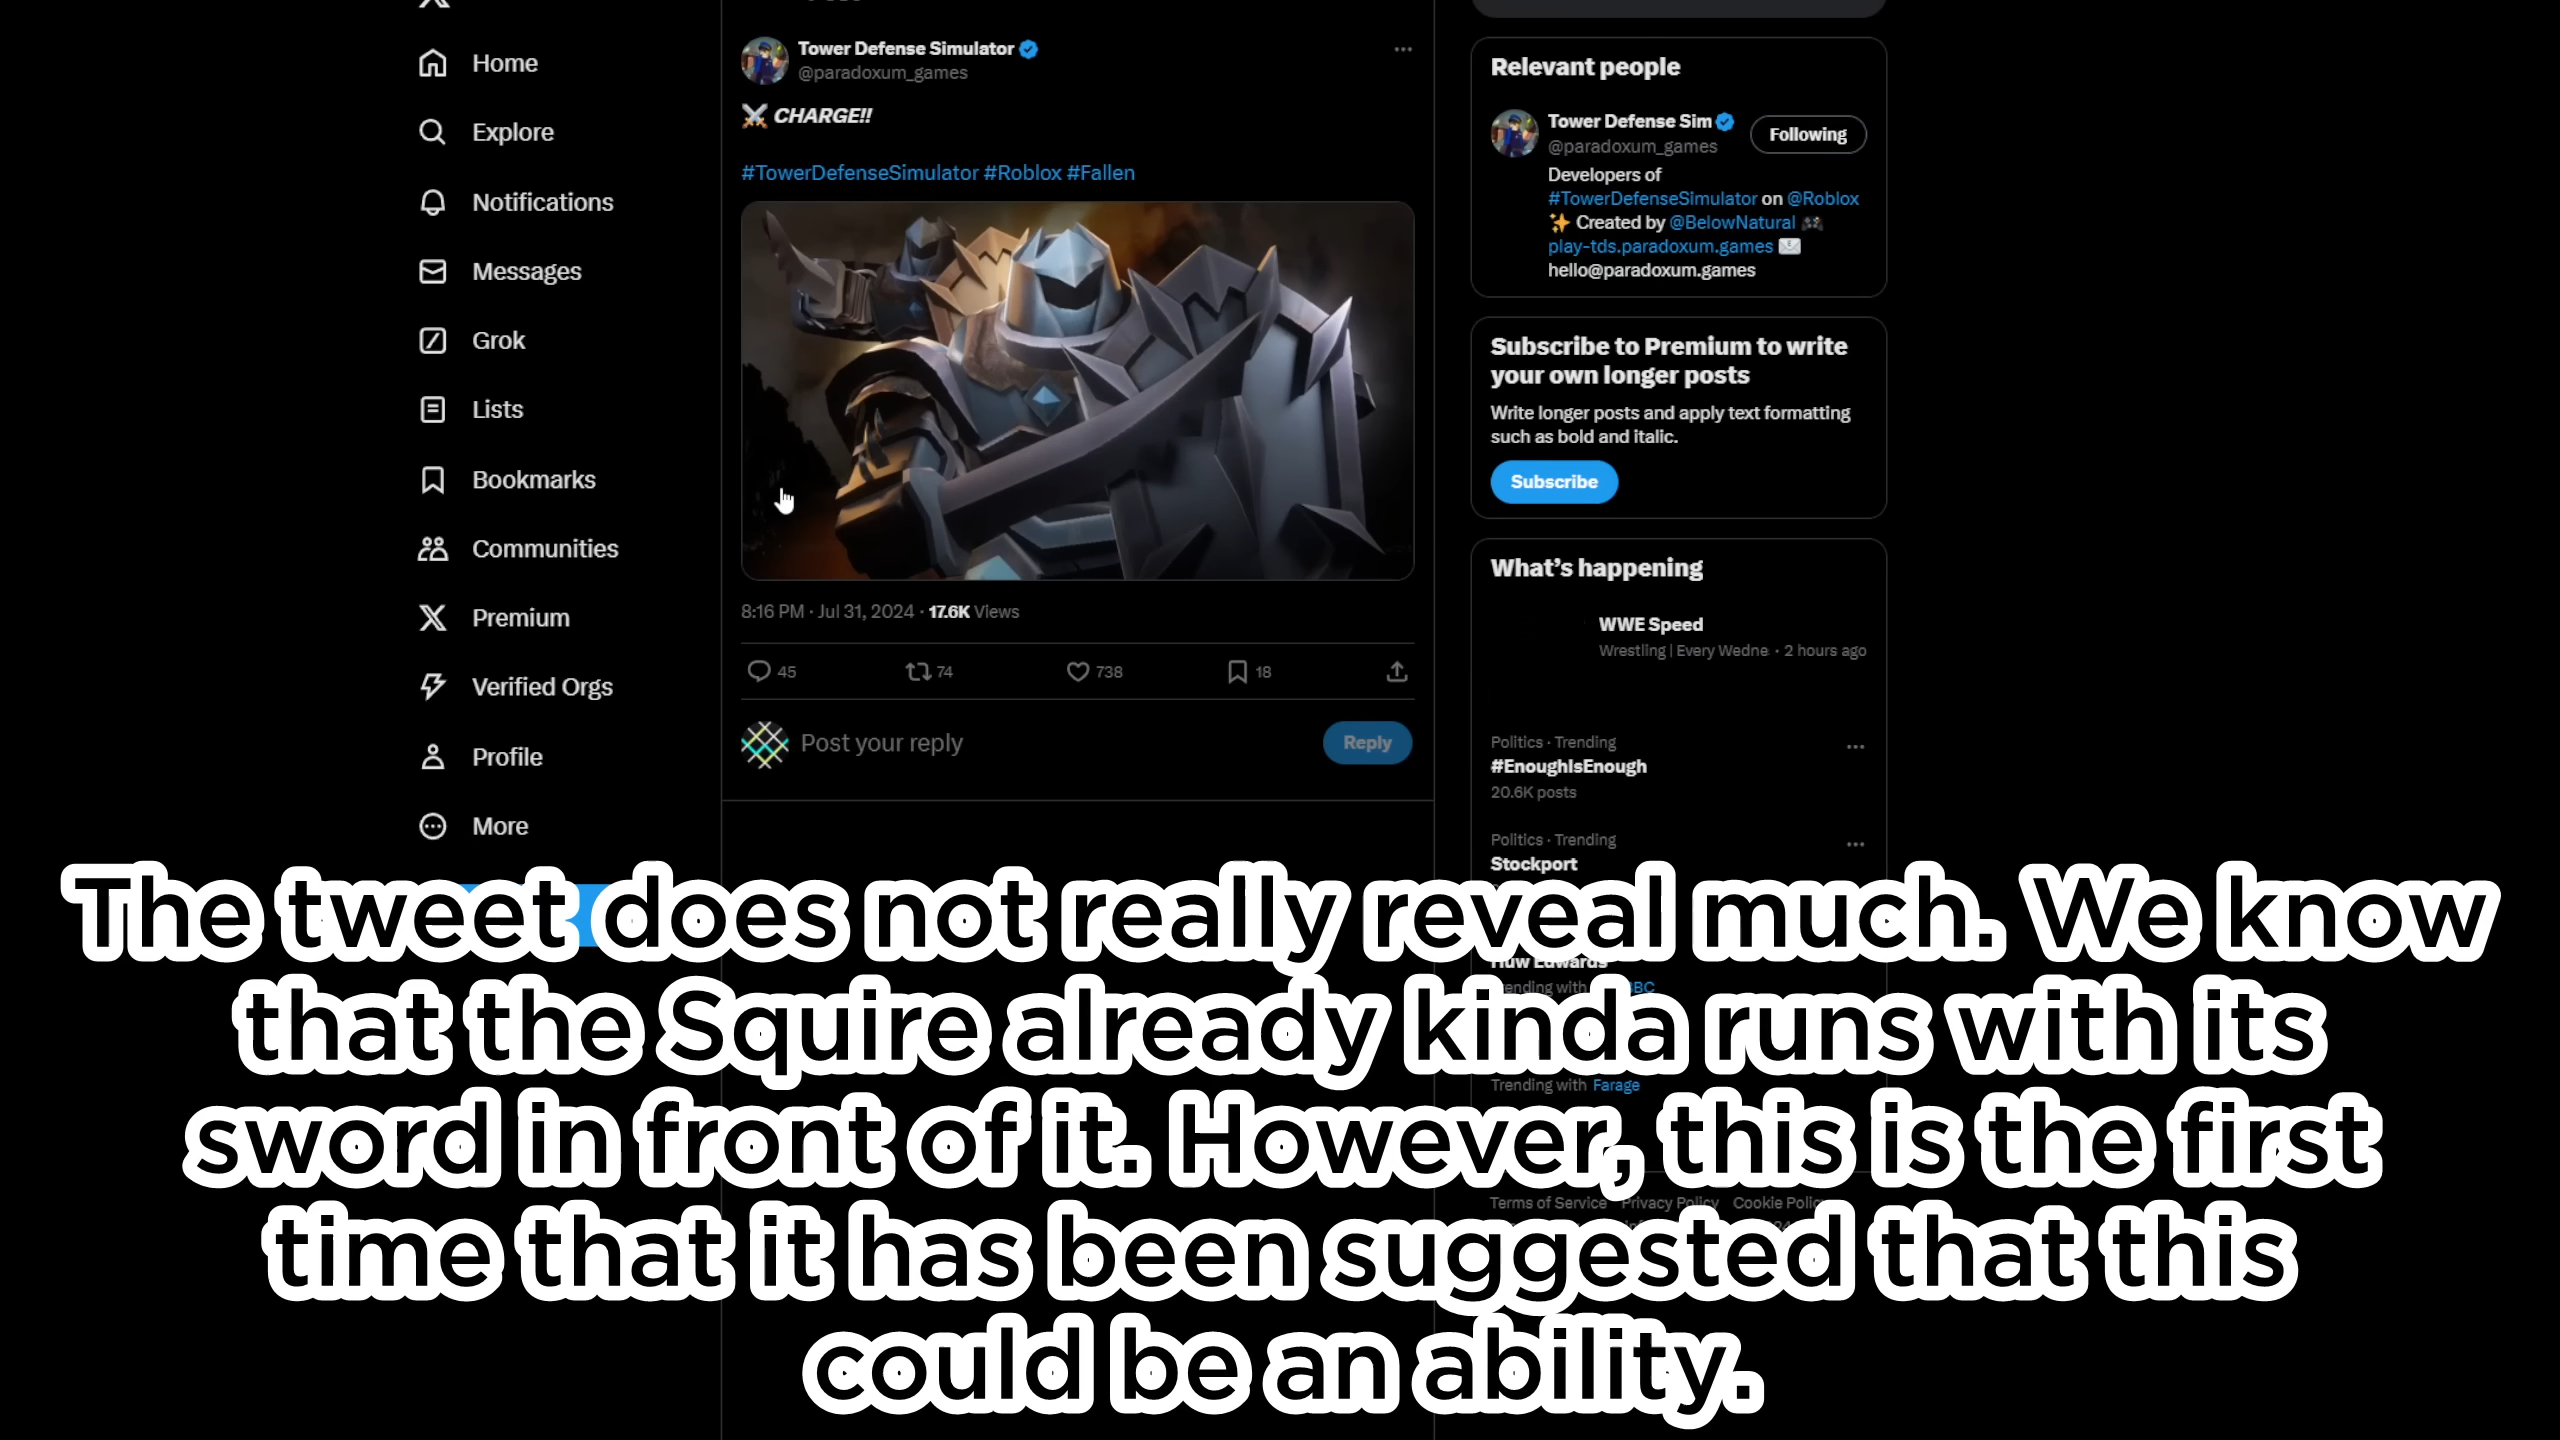 Home
Explore
Notifications
Messages
Grok
Lists
Bookmarks
Communities
Premium
Verified Orgs
Profile
More
Tower Defense Simulator
@paradoxum_games
⚔️ CHARGE!!
#TowerDefenseSimulator #Roblox #Fallen
8:16 PM · Jul 31, 2024 · 17.6K Views
45
74
738
18
Post your reply
Reply
Relevant people
Tower Defense Sim
@paradoxum_games
Following
Developers of
#TowerDefenseSimulator on @Roblox
✨ Created by @BelowNatural 🎮
play-tds.paradoxum.games ✉️
hello@paradoxum.games
Subscribe to Premium to write
your own longer posts
Write longer posts and apply text formatting
such as bold and italic.
Subscribe
What's happening
WWE Speed
Wrestling | Every Wedne · 2 hours ago
Politics · Trending
#EnoughIsEnough
20.6K posts
Politics · Trending
Stockport
Huw Edwards
Trending with BBC
Trending with Farage
Terms of Service Privacy Policy Cookie Polic
The tweet does not really reveal much. We know
that the Squire already kinda runs with its
sword in front of it. However, this is the first
time that it has been suggested that this
could be an ability.